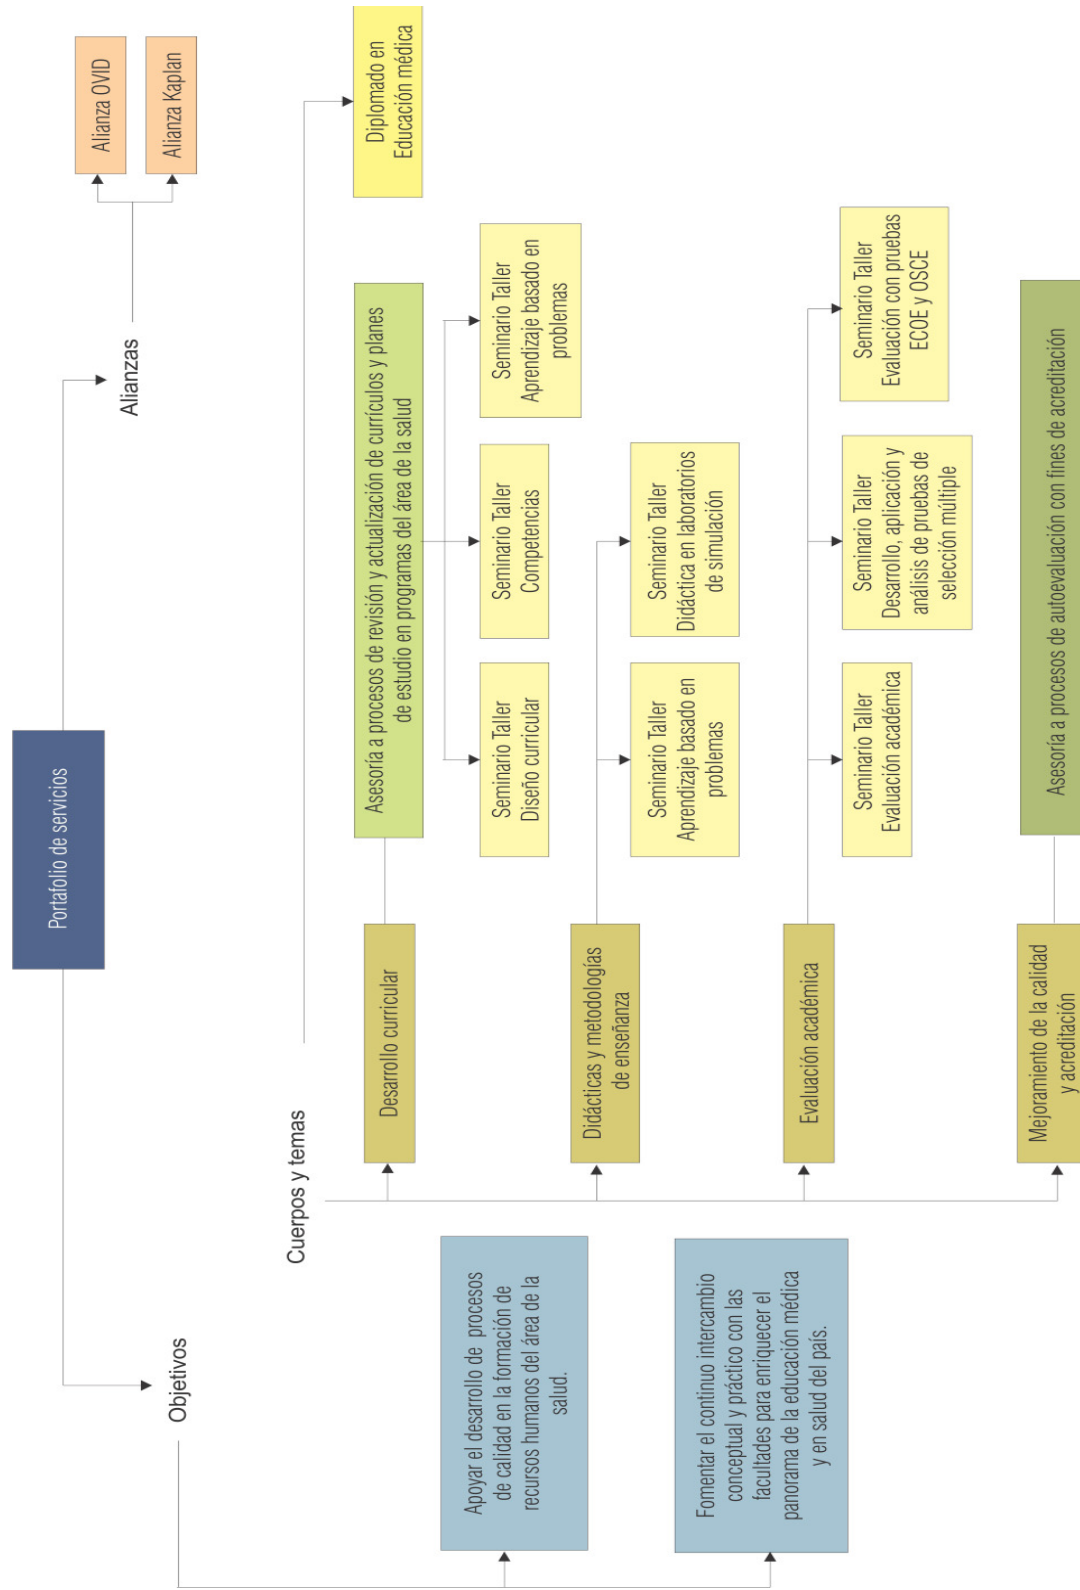 Portafolio de servicios
Objetivos
Alianzas
Alianza OVID
Alianza Kaplan
Apoyar el desarrollo de procesos
de calidad en la formación de
recursos humanos del área de la
salud.
Fomentar el continuo intercambio
conceptual y práctico con las
facultades para enriquecer el
panorama de la educación médica
y en salud del país.
Cuerpos y temas
Diplomado en
Educación médica
Desarrollo curricular
Asesoría a procesos de revisión y actualización de currículos y planes
de estudio en programas del área de la salud
Seminario Taller
Diseño curricular
Seminario Taller
Competencias
Seminario Taller
Aprendizaje basado en
problemas
Didácticas y metodologías
de enseñanza
Seminario Taller
Aprendizaje basado en
problemas
Seminario Taller
Didáctica en laboratorios
de simulación
Evaluación académica
Seminario Taller
Evaluación académica
Seminario Taller
Desarrollo, aplicación y
análisis de pruebas de
selección múltiple
Seminario Taller
Evaluación con pruebas
ECOE y OSCE
Mejoramiento de la calidad
y acreditación
Asesoría a procesos de autoevaluación con fines de acreditación